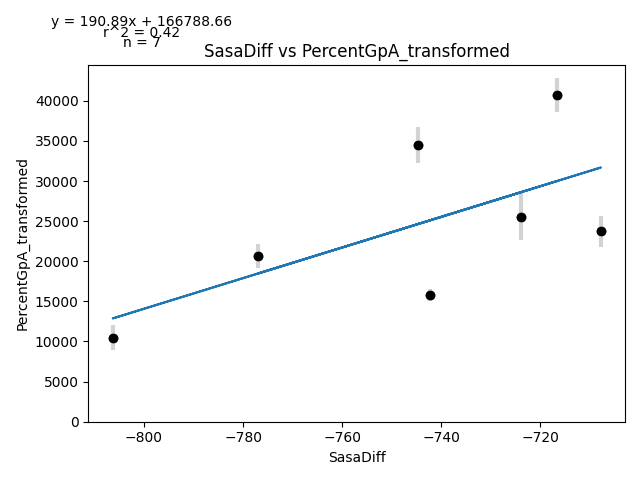 y = 190.89x + 166788.66
r^2 = 0.42
n = 7
SasaDiff vs PercentGpA_transformed
PercentGpA_transformed
40000
35000
30000
25000
20000
15000
10000
5000
0
−800
−780
−760
−740
−720
SasaDiff